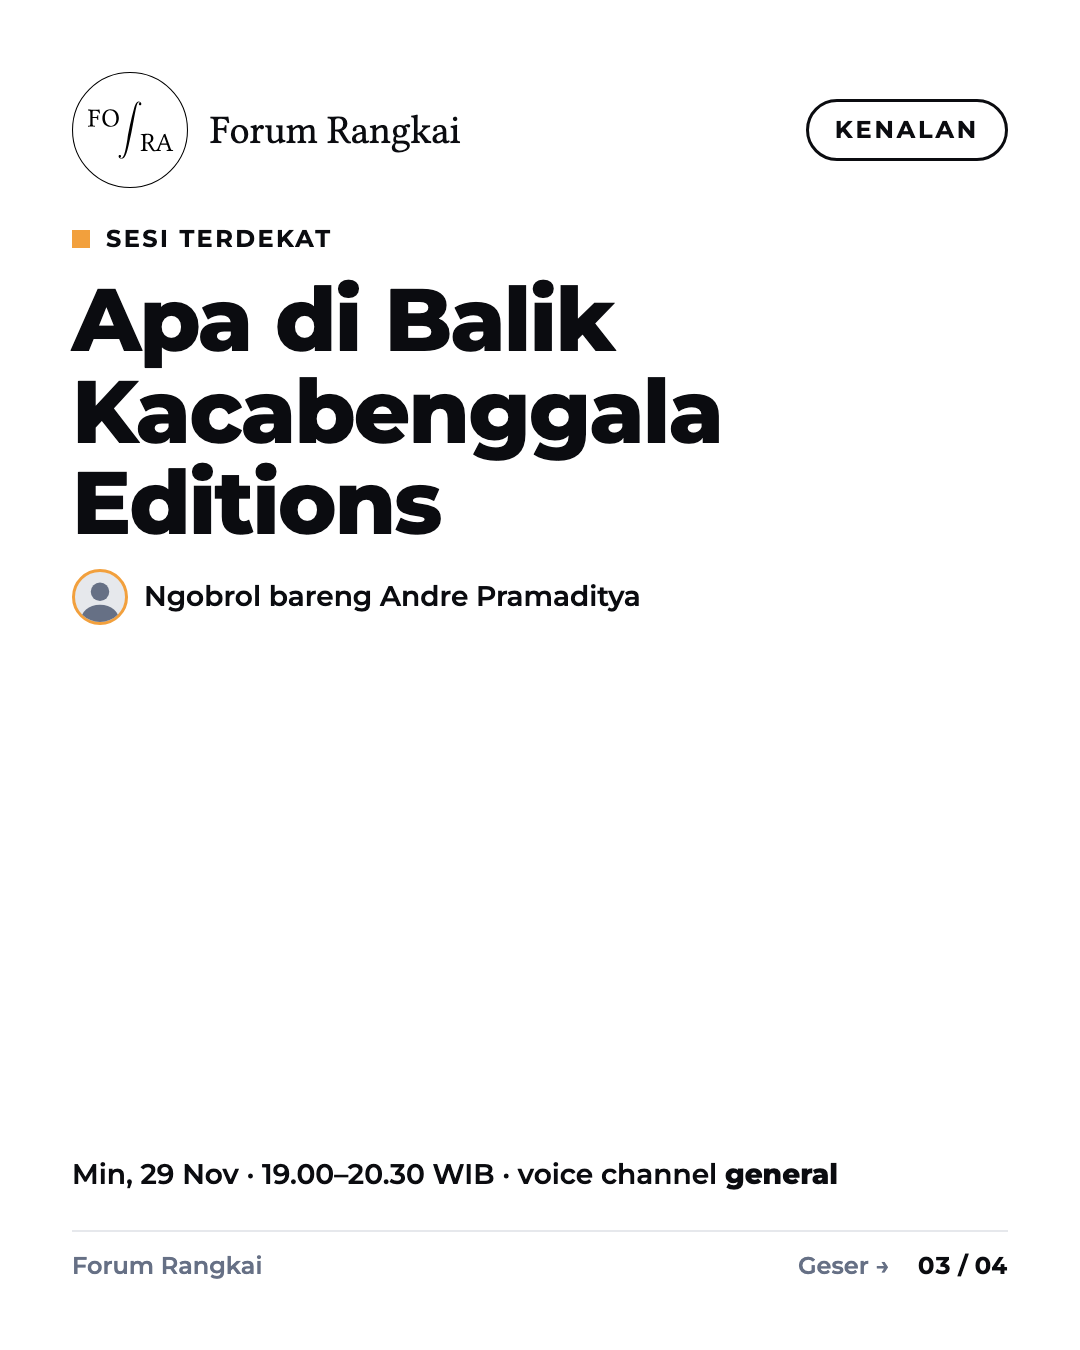 FO
RA
Forum Rangkai
KENALAN
SESI TERDEKAT
Apa di Balik
Kacabenggala
Editions
Ngobrol bareng Andre Pramaditya
Min, 29 Nov · 19.00–20.30 WIB · voice channel general
Forum Rangkai
Geser → 03 / 04